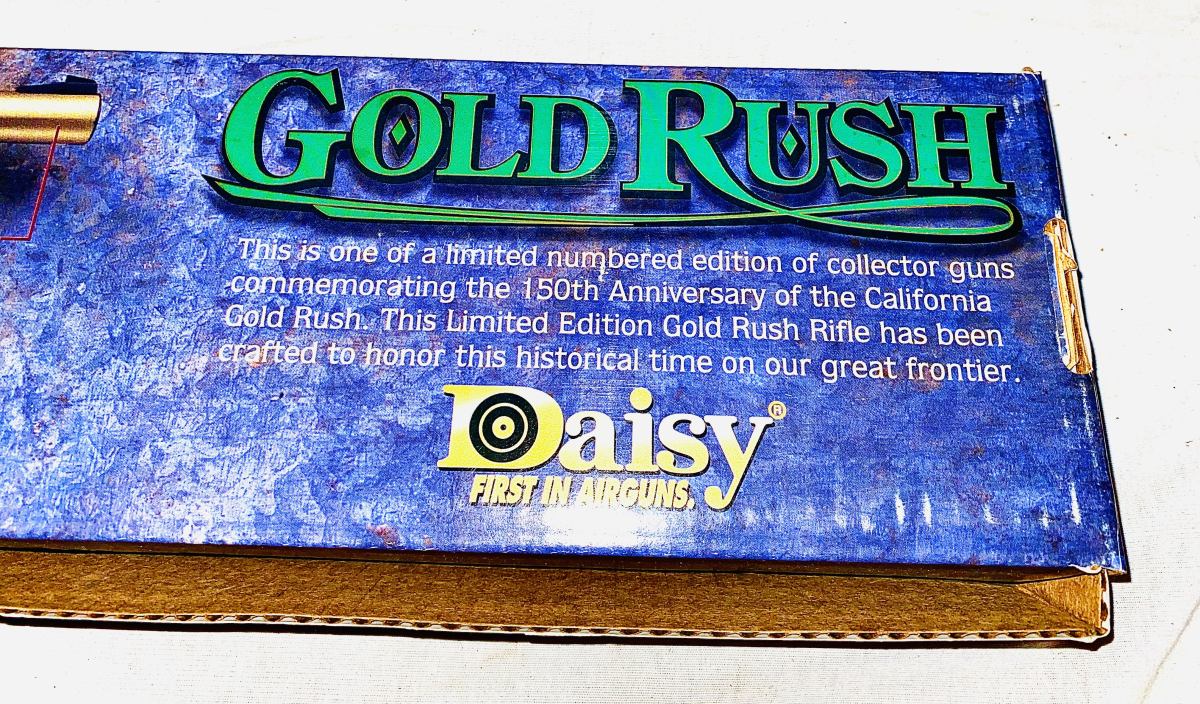 GOLD RUSH
This is one of a limited numbered edition of collector guns
commemorating the 150th Anniversary of the California
Gold Rush. This Limited Edition Gold Rush Rifle has been
crafted to honor this historical time on our great frontier.
Daisy®
FIRST IN AIRGUNS.